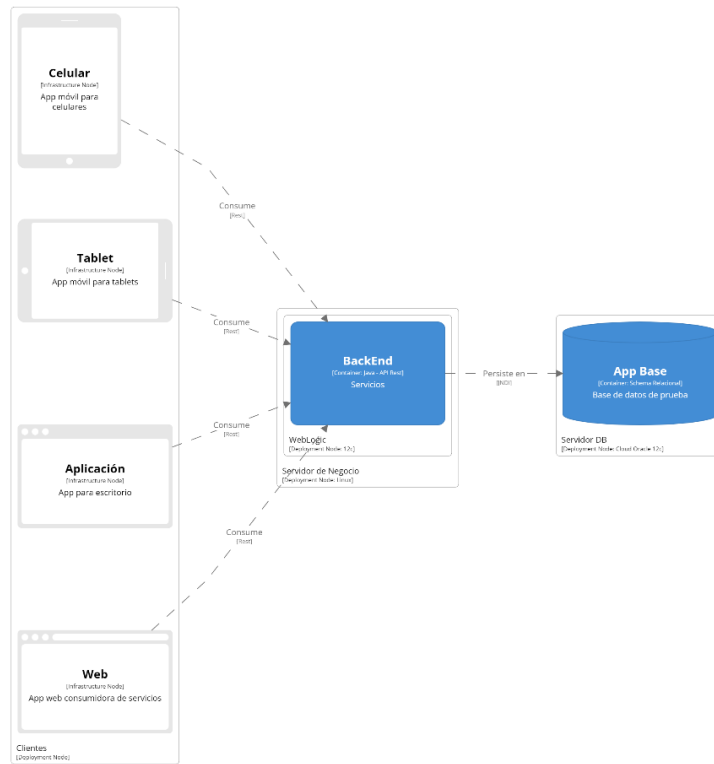 Celular
[Infrastructure Node]
App móvil para
celulares
Consume
[Rest]
Tablet
[Infrastructure Node]
App móvil para tablets
Consume
[Rest]
BackEnd
[Container: Java - API Rest]
Servicios
Persiste en
[JNDI]
App Base
[Container: Schema Relacional]
Base de datos de prueba
Consume
[Rest]
WebLogic
[Deployment Node: 12c]
Servidor de Negocio
[Deployment Node: Linux]
Servidor DB
[Deployment Node: Cloud Oracle 12c]
Aplicación
[Infrastructure Node]
App para escritorio
Consume
[Rest]
Web
[Infrastructure Node]
App web consumidora de servicios
Clientes
[Deployment Node]